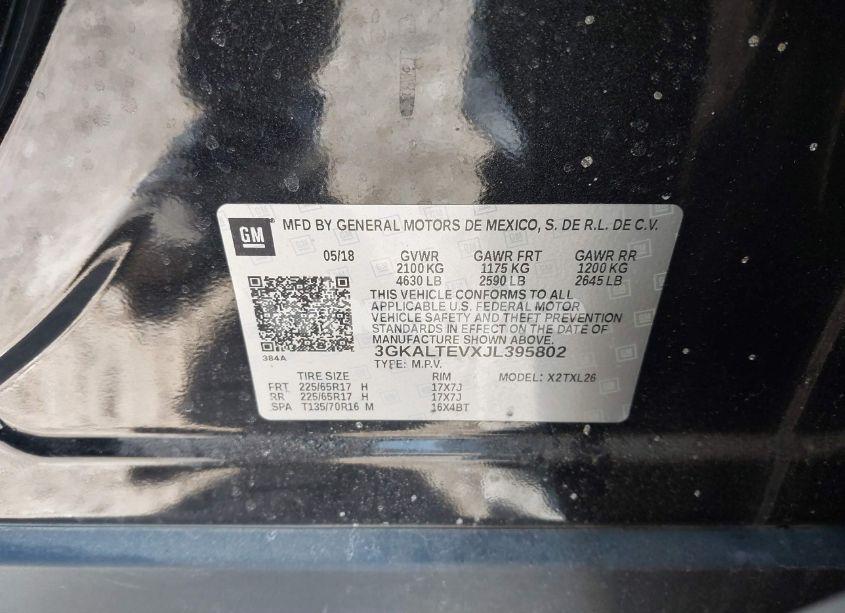 GM ® MFD BY GENERAL MOTORS DE MEXICO, S. DE R.L. DE C.V.
05/18 GVWR GAWR FRT GAWR RR
2100 KG 1175 KG 1200 KG
4630 LB 2590 LB 2645 LB
THIS VEHICLE CONFORMS TO ALL
APPLICABLE U.S. FEDERAL MOTOR
VEHICLE SAFETY AND THEFT PREVENTION
STANDARDS IN EFFECT ON THE DATE OF
MANUFACTURE SHOWN ABOVE.
384A 3GKALTEVXJL395802
TYPE: M.P.V.
TIRE SIZE RIM MODEL: X2TXL26
FRT 225/65R17 H 17X7J
RR 225/65R17 H 17X7J
SPA T135/70R16 M 16X4BT